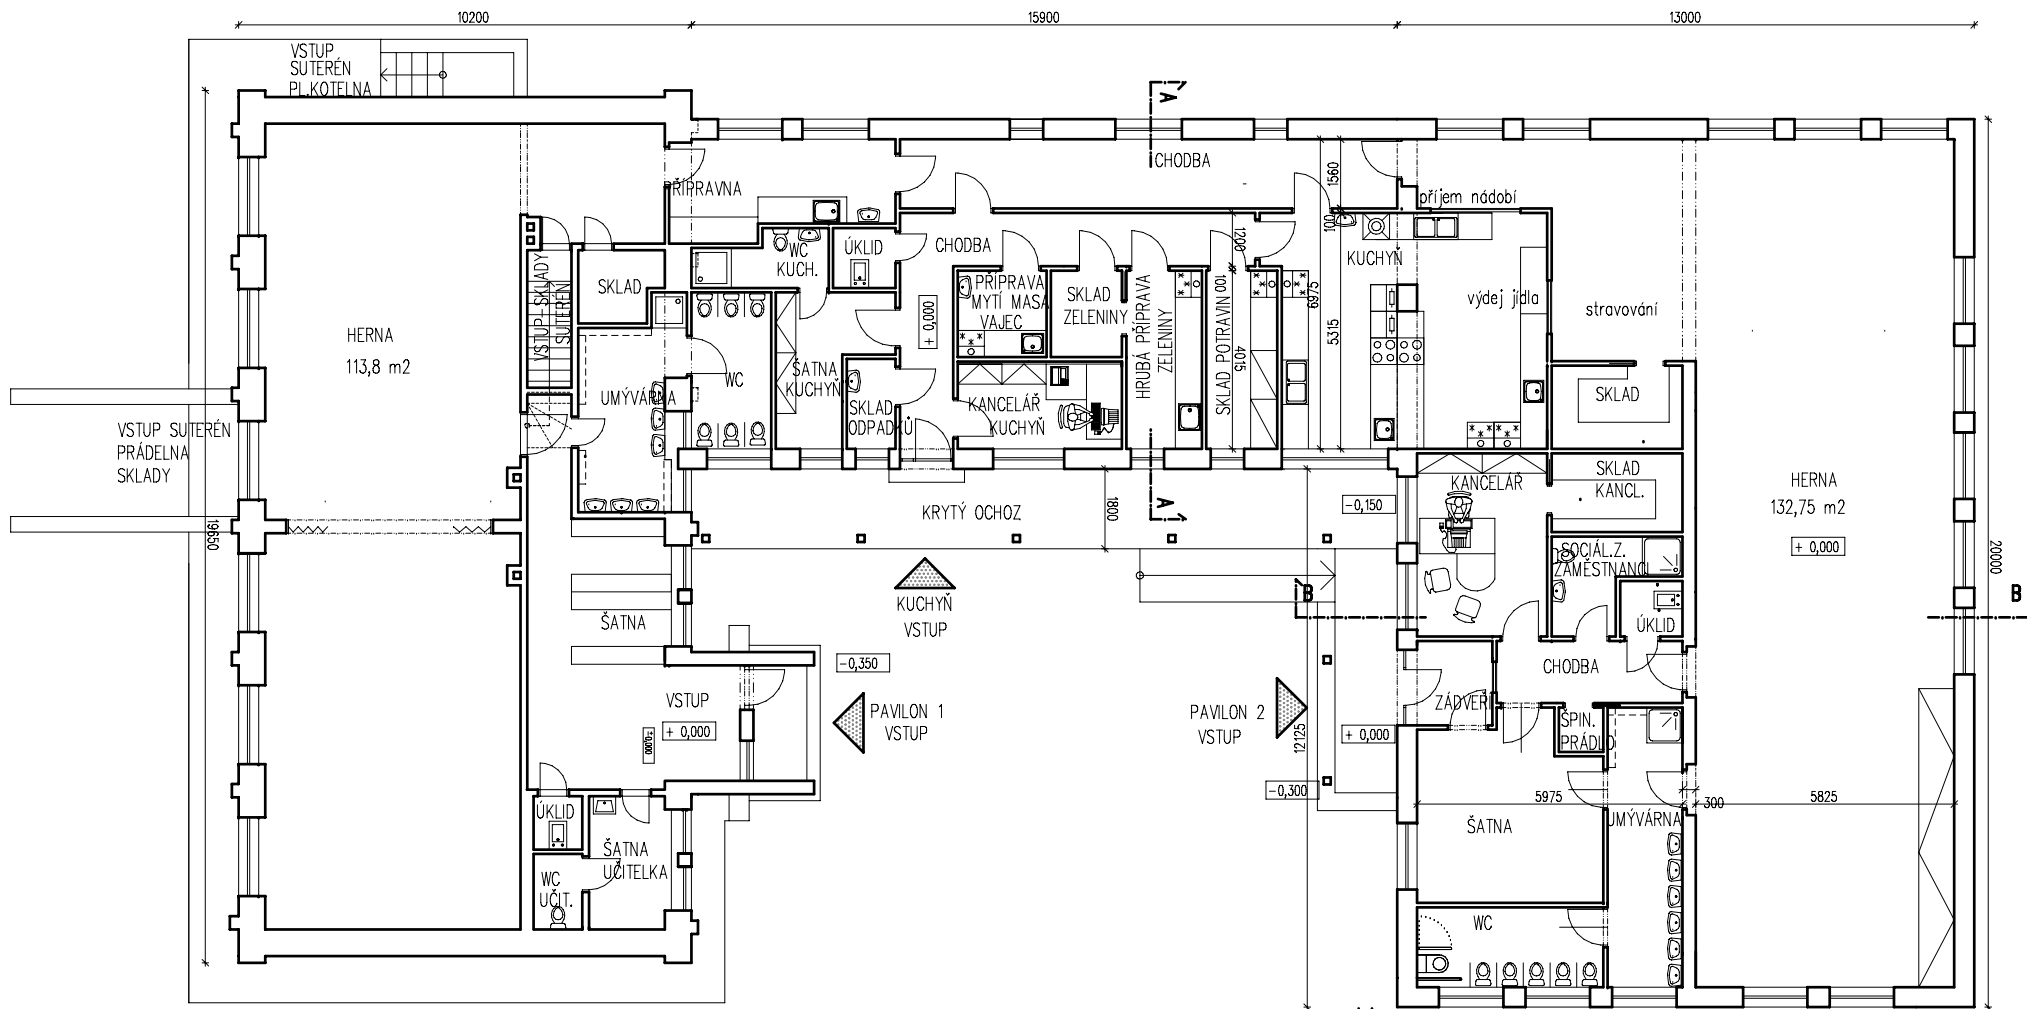 10200
15900
13000
VSTUP
SUTERÉN
PL.KOTELNA
A
CHODBA
PŘÍPRAVNA
1560
příjem nádobí
100
WC
KUCH.
ÚKLID
CHODBA
1200
KUCHYŇ
SKLAD
VSTUP-SKLADY
SUTERÉN
PŘÍPRAVA
MYTÍ MASA
VAJEC
SKLAD
ZELENINY
HRUBÁ PŘÍPRAVA
ZELENINY
SKLAD POTRAVIN
100
4015
6975
5315
výdej jídla
stravování
+ 0,000
HERNA
113,8 m2
UMÝVÁRNA
WC
ŠATNA
KUCHYŇ
SKLAD
ODPADKŮ
KANCELÁŘ
KUCHYŇ
SKLAD
VSTUP SUTERÉN
PRÁDELNA
SKLADY
19650
KRYTÝ OCHOZ
1800
A
-0,150
KANCELÁŘ
SKLAD
KANCL.
HERNA
132,75 m2
+ 0,000
20000
SOCIÁL.Z.
ZAMĚSTNANCI
KUCHYŇ
VSTUP
B
B
ŠATNA
ÚKLID
-0,350
CHODBA
VSTUP
+ 0,000
±0,000
PAVILON 1
VSTUP
PAVILON 2
VSTUP
12125
ZÁDVEŘÍ
+ 0,000
ŠPIN.
PRÁDLO
-0,300
5975
300
5825
ÚKLID
ŠATNA
UČITELKA
WC
UČIT.
ŠATNA
UMÝVÁRNA
WC